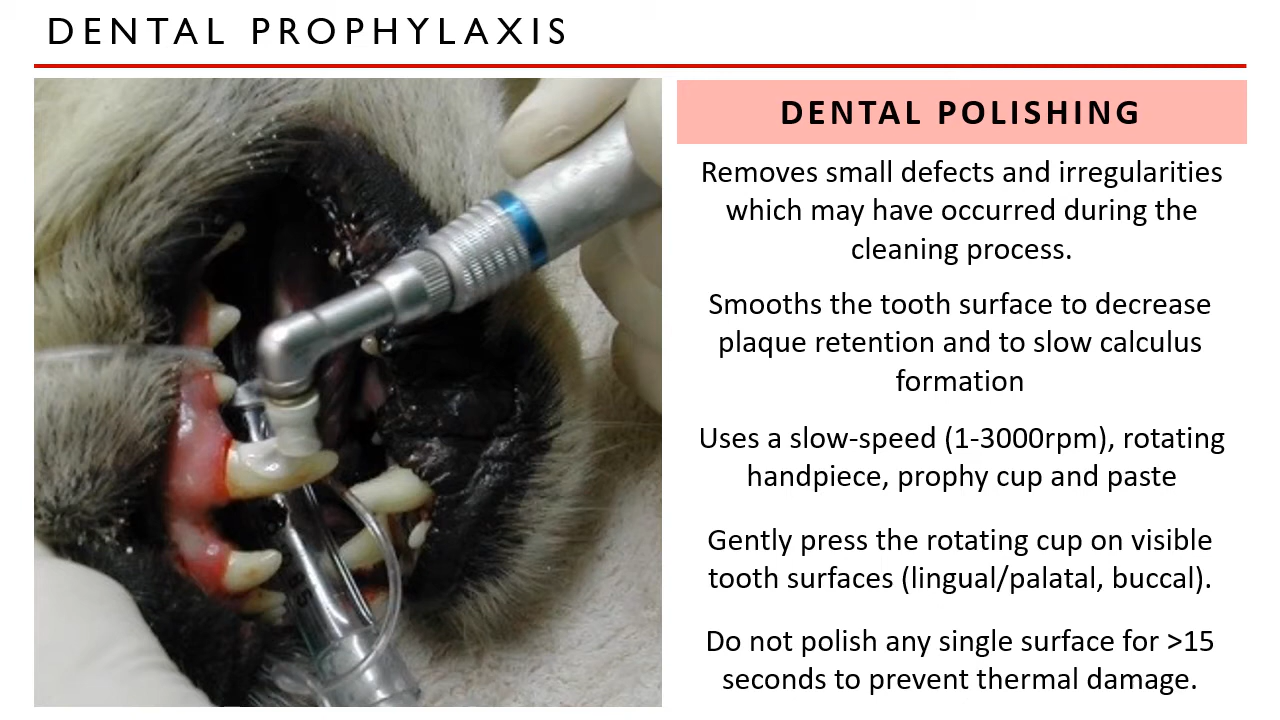 DENTAL PROPHYLAXIS
DENTAL POLISHING
Removes small defects and irregularities
which may have occurred during the
cleaning process.
Smooths the tooth surface to decrease
plaque retention and to slow calculus
formation
Uses a slow-speed (1-3000rpm), rotating
handpiece, prophy cup and paste
Gently press the rotating cup on visible
tooth surfaces (lingual/palatal, buccal).
Do not polish any single surface for >15
seconds to prevent thermal damage.